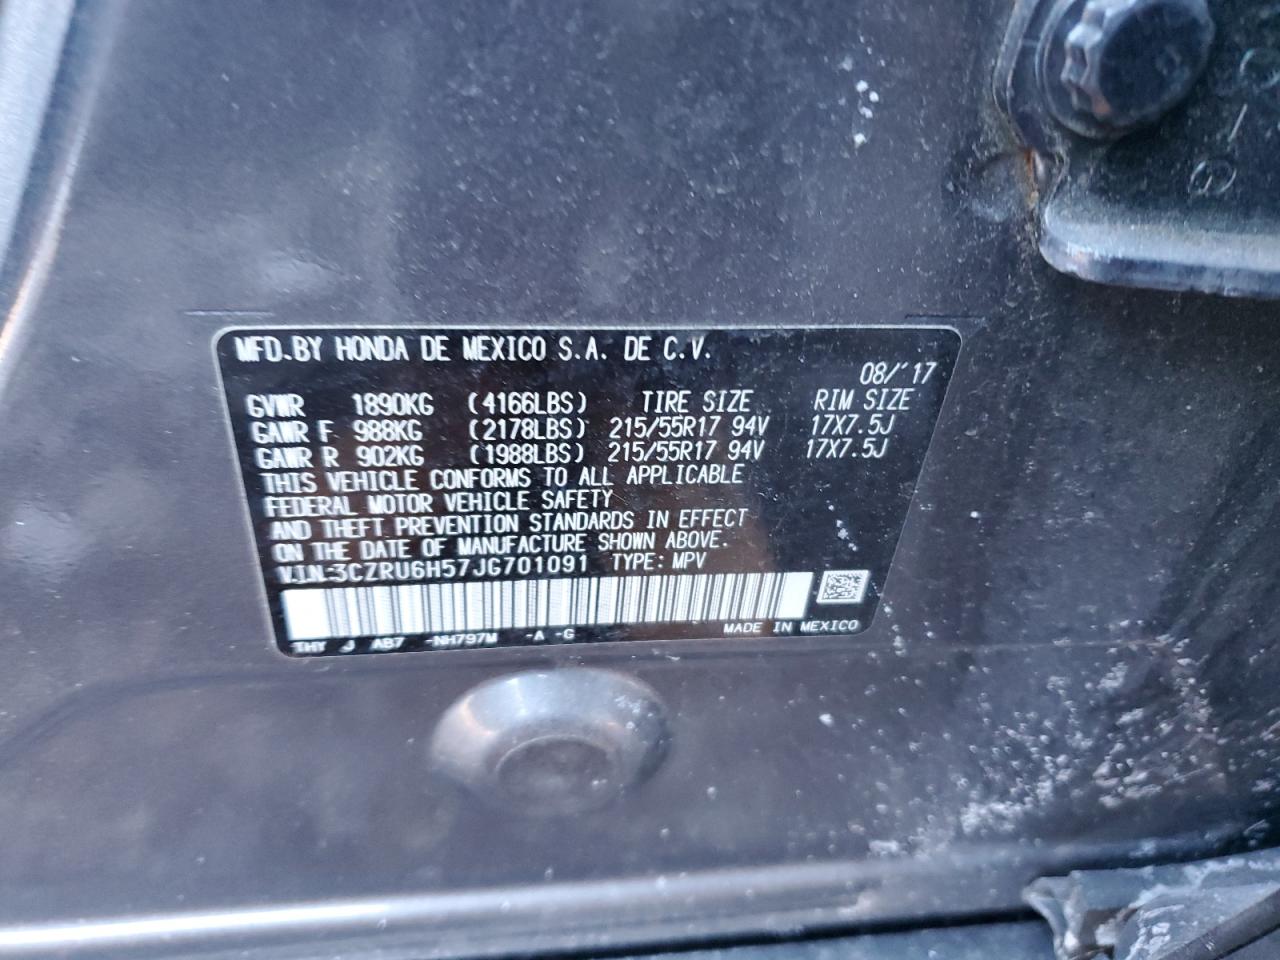 MFD.BY HONDA DE MEXICO S.A. DE C.V.
08/'17
GVWR 1890KG (4166LBS) TIRE SIZE RIM SIZE
GAWR F 988KG (2178LBS) 215/55R17 94V 17X7.5J
GAWR R 902KG (1988LBS) 215/55R17 94V 17X7.5J
THIS VEHICLE CONFORMS TO ALL APPLICABLE
FEDERAL MOTOR VEHICLE SAFETY
AND THEFT PREVENTION STANDARDS IN EFFECT
ON THE DATE OF MANUFACTURE SHOWN ABOVE.
V.I.N:3CZRU6H57JG701091 TYPE: MPV
THY J AB7 -NH797M -A -G MADE IN MEXICO